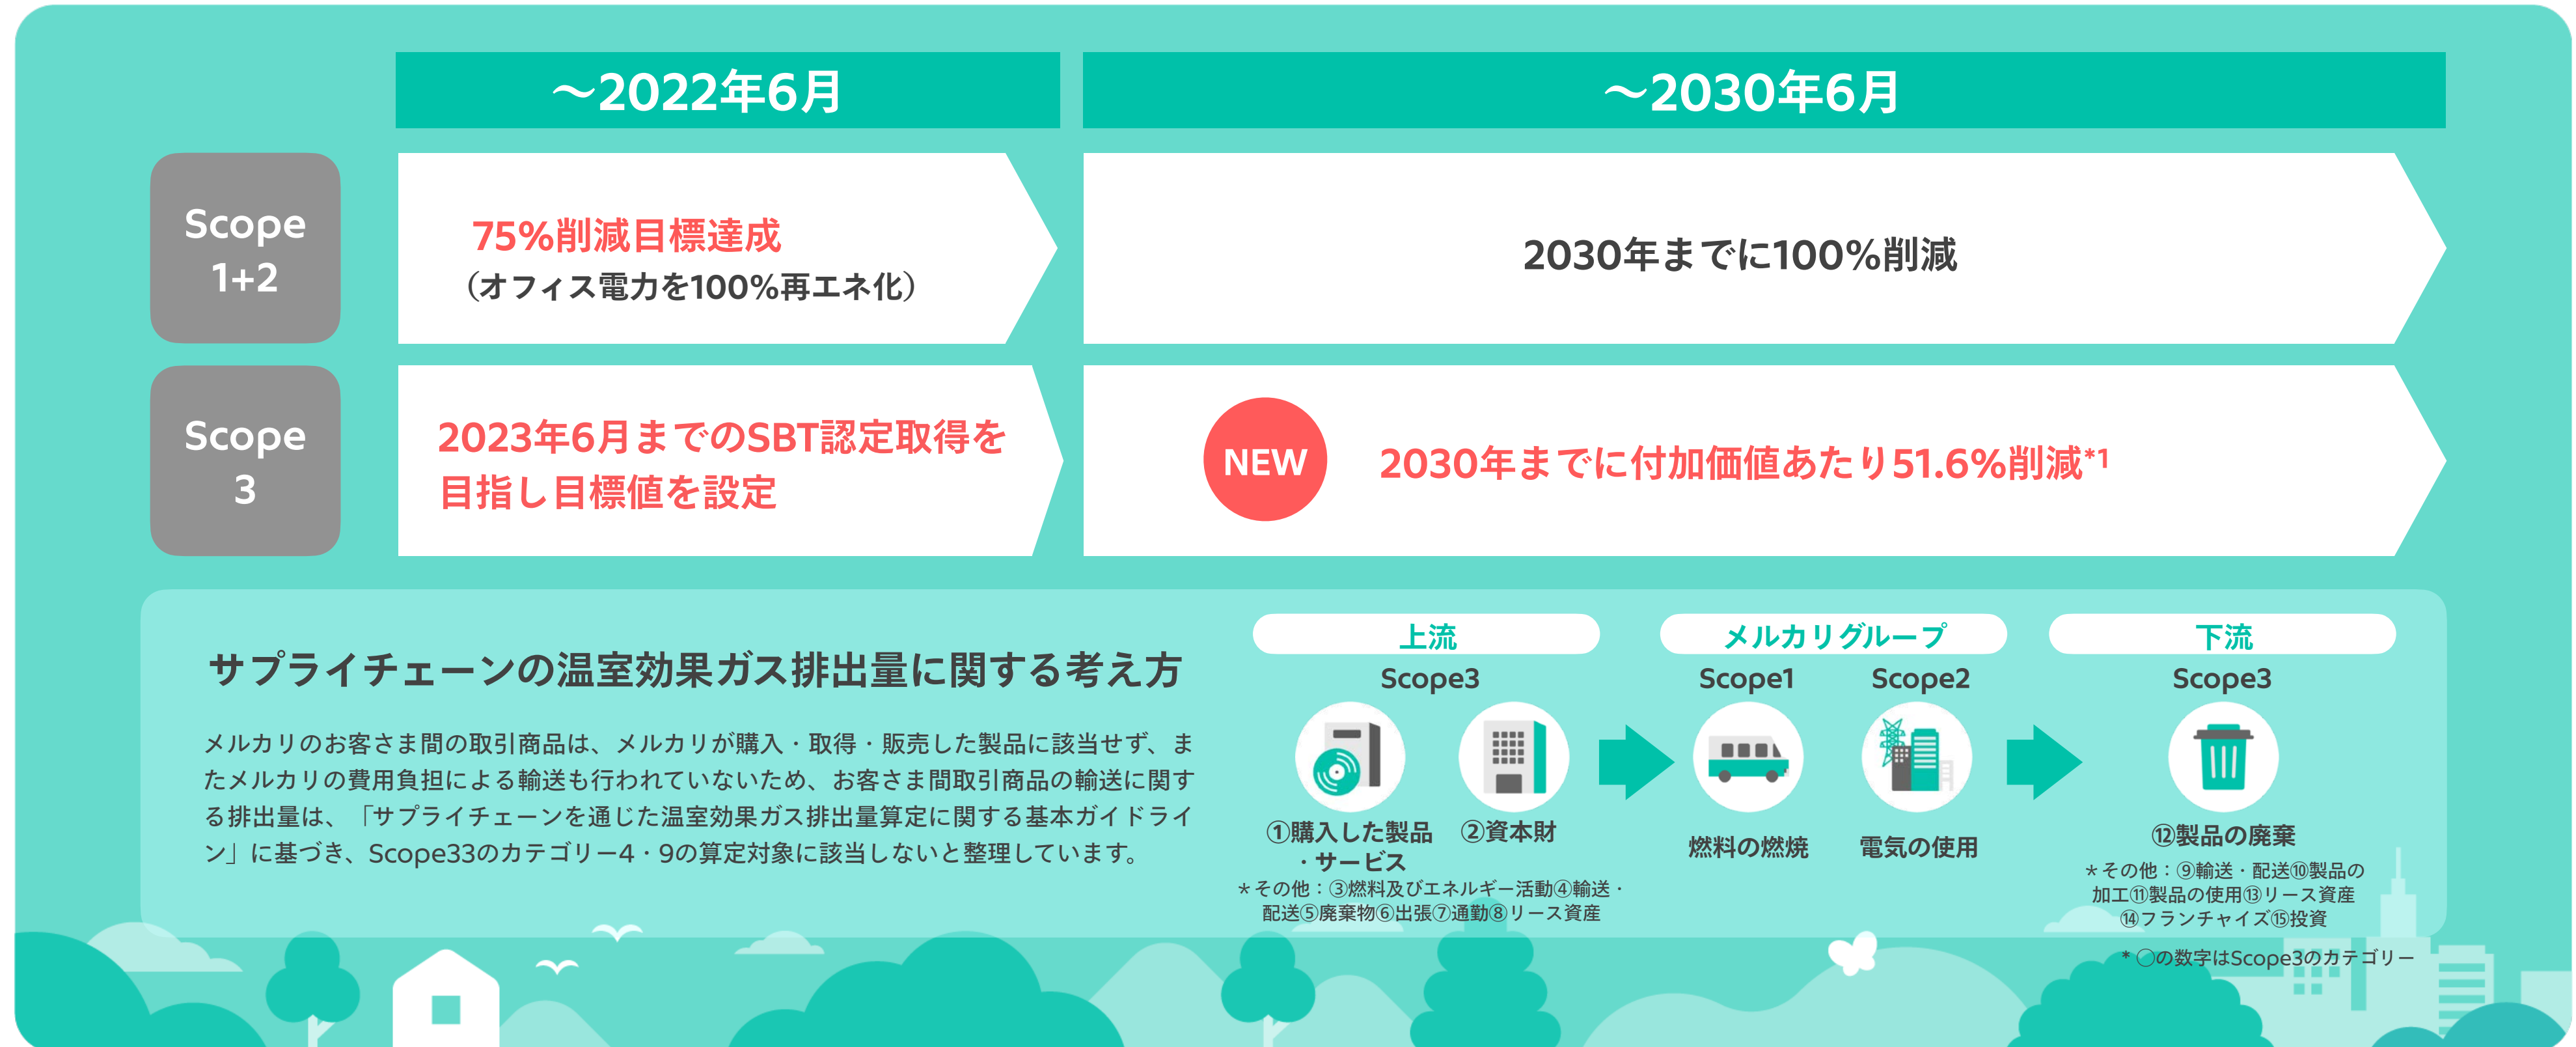 ～2022年6月
～2030年6月
Scope
1+2
75%削減目標達成
（オフィス電力を100%再エネ化）
2030年までに100%削減
Scope
3
2023年6月までのSBT認定取得を
目指し目標値を設定
NEW
2030年までに付加価値あたり51.6%削減*1
サプライチェーンの温室効果ガス排出量に関する考え方
メルカリのお客さま間の取引商品は、メルカリが購入・取得・販売した製品に該当せず、ま
たメルカリの費用負担による輸送も行われていないため、お客さま間取引商品の輸送に関す
る排出量は、「サプライチェーンを通じた温室効果ガス排出量算定に関する基本ガイドライ
ン」に基づき、Scope33のカテゴリー4・9の算定対象に該当しないと整理しています。
上流
Scope3
①購入した製品
・サービス
②資本財
＊その他：③燃料及びエネルギー活動④輸送・
配送⑤廃棄物⑥出張⑦通勤⑧リース資産
メルカリグループ
Scope1
Scope2
燃料の燃焼
電気の使用
下流
Scope3
⑫製品の廃棄
＊その他：⑨輸送・配送⑩製品の
加工⑪製品の使用⑬リース資産
⑭フランチャイズ⑮投資
* ○の数字はScope3のカテゴリー